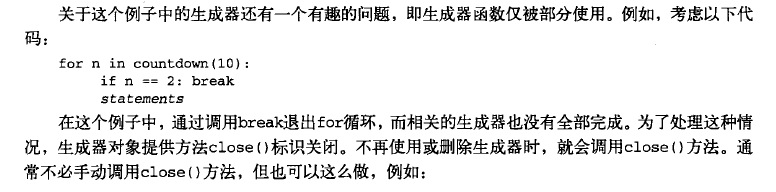 关于这个例子中的生成器还有一个有趣的问题，即生成器函数仅被部分使用。例如，考虑以下代
码：
for n in countdown(10):
if n == 2: break
statements
在这个例子中，通过调用break退出for循环，而相关的生成器也没有全部完成。为了处理这种情
况，生成器对象提供方法close()标识关闭。不再使用或删除生成器时，就会调用close()方法。通
常不必手动调用close()方法，但也可以这么做，例如：